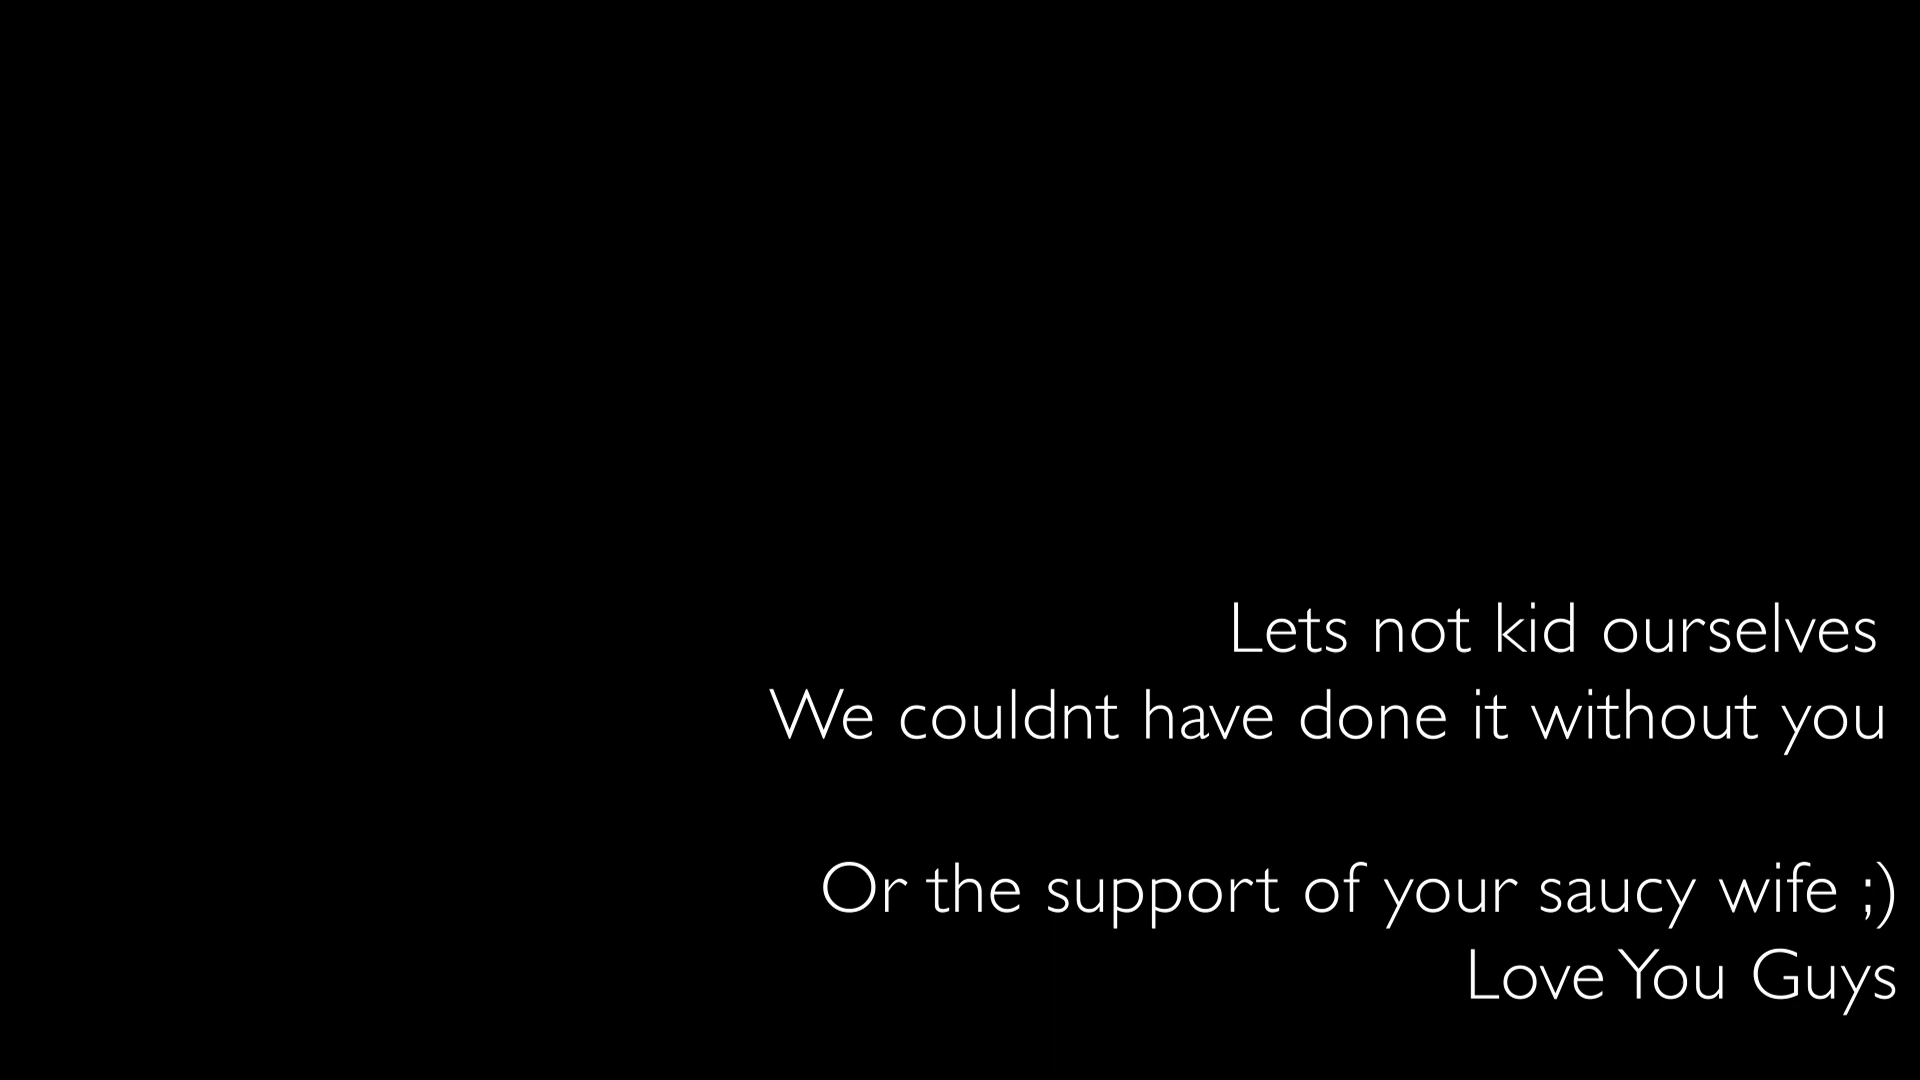 Lets not kid ourselves
We couldnt have done it without you
Or the support of your saucy wife ;)
Love You Guys